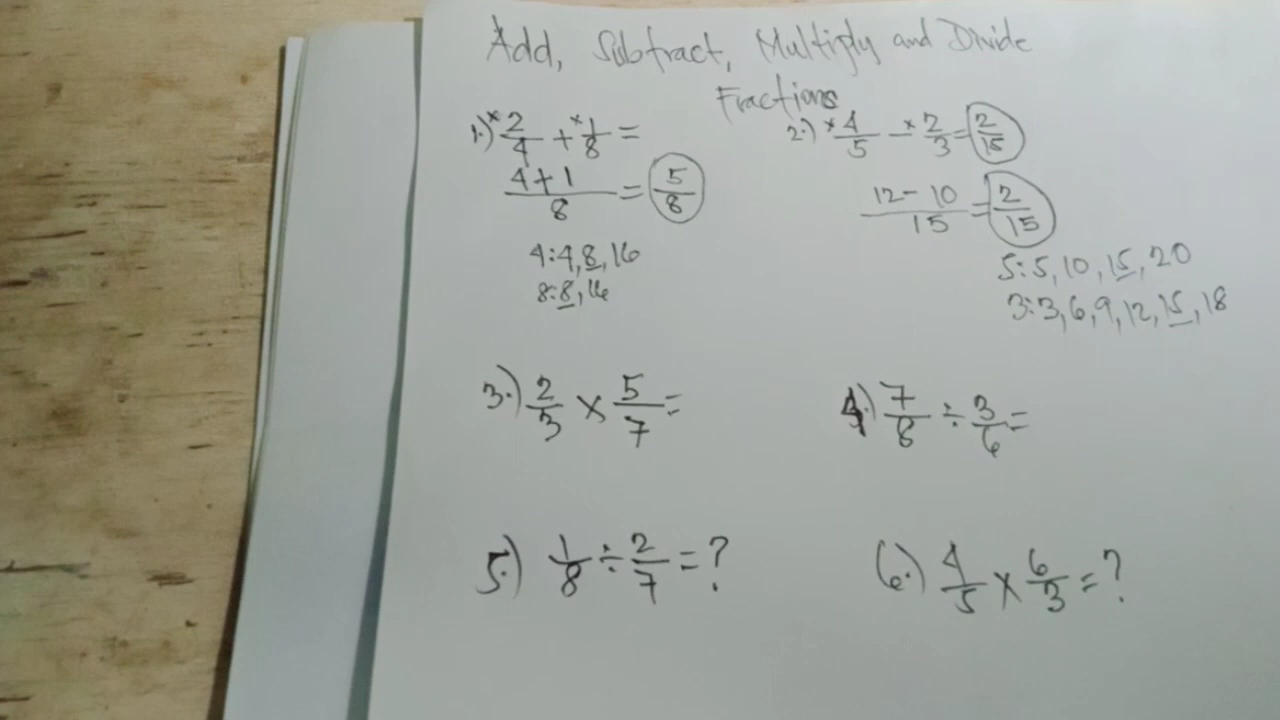 Add, Subtract, Multiply and Divide
Fractions
1.) × 2/4 + × 1/8 =
4+1/8 = 5/8
4:4,8,16
8:8,16
2.) × 4/5 - × 2/3 = 2/15
12-10/15 = 2/15
5:5,10,15,20
3:3,6,9,12,15,18
3.) 2/3 × 5/7 =
4.) 7/8 ÷ 3/6 =
5.) 1/8 ÷ 2/7 = ?
6.) 4/5 × 6/3 = ?